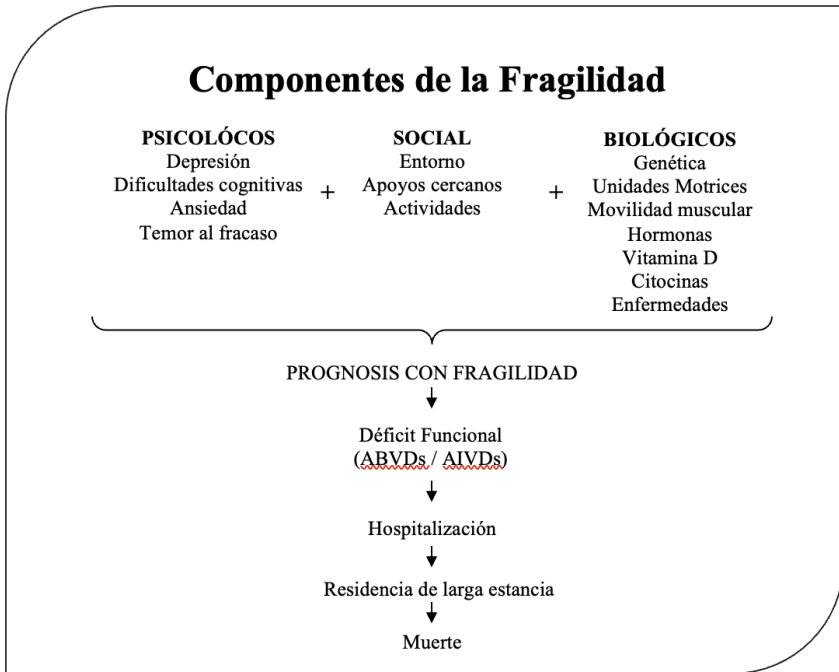 Componentes de la Fragilidad
PSICOLÓCOS
Depresión
Dificultades cognitivas
Ansiedad
Temor al fracaso
+
SOCIAL
Entorno
Apoyos cercanos
Actividades
+
BIOLÓGICOS
Genética
Unidades Motrices
Movilidad muscular
Hormonas
Vitamina D
Citocinas
Enfermedades
PROGNOSIS CON FRAGILIDAD
Déficit Funcional
(ABVDs / AIVDs)
Hospitalización
Residencia de larga estancia
Muerte